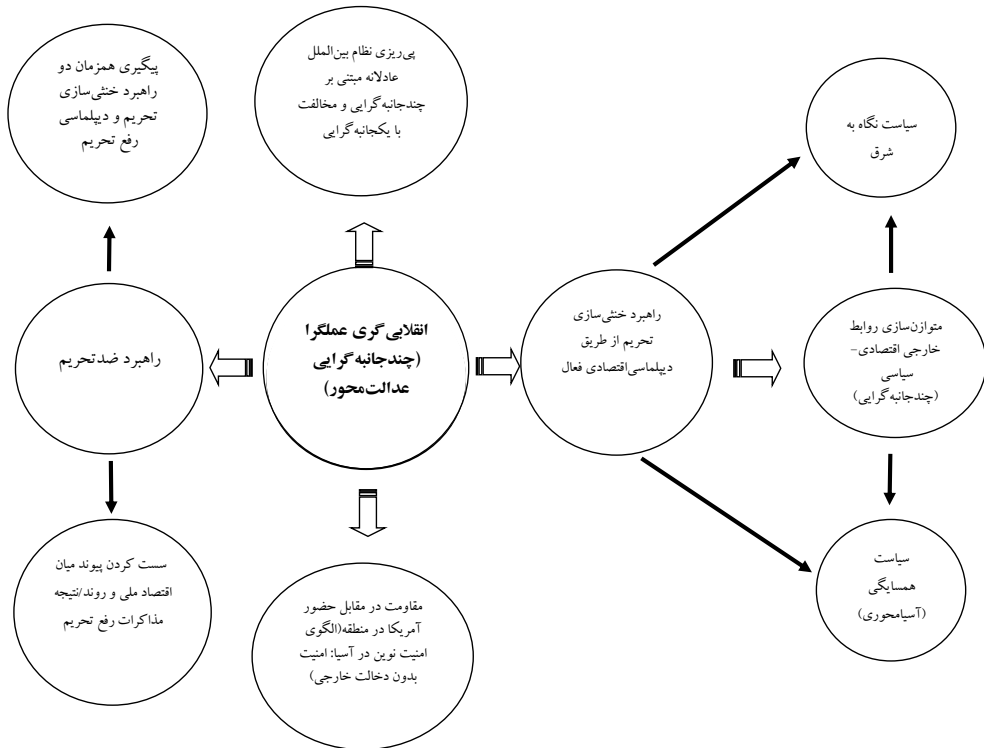 پی‌ریزی نظام بین‌الملل
عادلانه مبتنی بر
چندجانبه‌گرایی و مخالفت
با یکجانبه‌گرایی
پیگیری همزمان دو
راهبرد خنثی‌سازی
تحریم و دیپلماسی
رفع تحریم
سیاست نگاه به
شرق
انقلابی‌گری عملگرا
(چندجانبه‌گرایی
عدالت‌محور)
راهبرد خنثی‌سازی
تحریم از طریق
دیپلماسی‌اقتصادی فعال
متوازن‌سازی روابط
خارجی اقتصادی-
سیاسی
(چندجانبه‌گرایی)
راهبرد ضدتحریم
سست کردن پیوند میان
اقتصاد ملی و روند/نتیجه
مذاکرات رفع تحریم
مقاومت در مقابل حضور
آمریکا در منطقه(الگوی
امنیت نوین در آسیا: امنیت
بدون دخالت خارجی)
سیاست
همسایگی
(آسیامحوری)